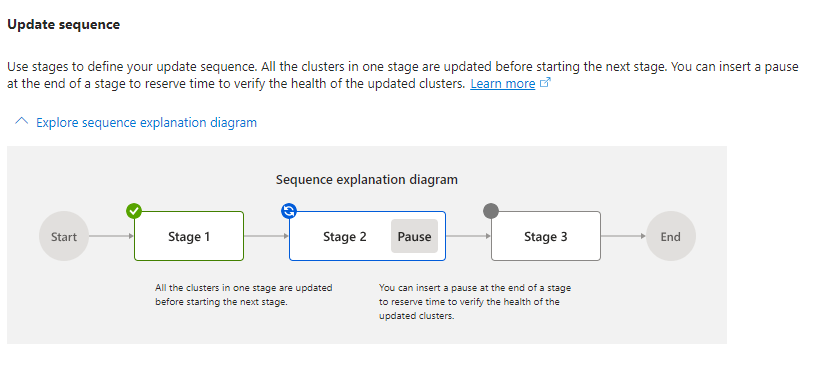 Update sequence
Use stages to define your update sequence. All the clusters in one stage are updated before starting the next stage. You can insert a pause
at the end of a stage to reserve time to verify the health of the updated clusters. Learn more
Explore sequence explanation diagram
Sequence explanation diagram
Start
Stage 1
Stage 2
Pause
Stage 3
End
All the clusters in one stage are updated
before starting the next stage.
You can insert a pause at the end of a stage
to reserve time to verify the health of the
updated clusters.